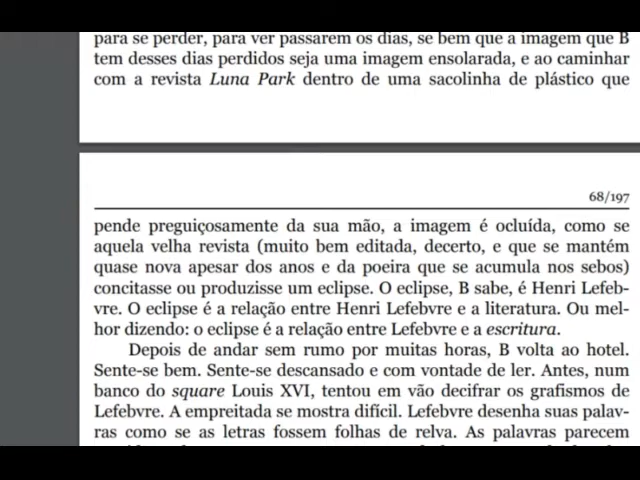 para se perder, para ver passarem os dias, se bem que a imagem que B
tem desses dias perdidos seja uma imagem ensolarada, e ao caminhar
com a revista Luna Park dentro de uma sacolinha de plástico que
68/197
pende preguiçosamente da sua mão, a imagem é ocluída, como se
aquela velha revista (muito bem editada, decerto, e que se mantém
quase nova apesar dos anos e da poeira que se acumula nos sebos)
concitasse ou produzisse um eclipse. O eclipse, B sabe, é Henri Lefeb-
vre. O eclipse é a relação entre Henri Lefebvre e a literatura. Ou mel-
hor dizendo: o eclipse é a relação entre Lefebvre e a escritura.
Depois de andar sem rumo por muitas horas, B volta ao hotel.
Sente-se bem. Sente-se descansado e com vontade de ler. Antes, num
banco do square Louis XVI, tentou em vão decifrar os grafismos de
Lefebvre. A empreitada se mostra difícil. Lefebvre desenha suas palav-
ras como se as letras fossem folhas de relva. As palavras parecem